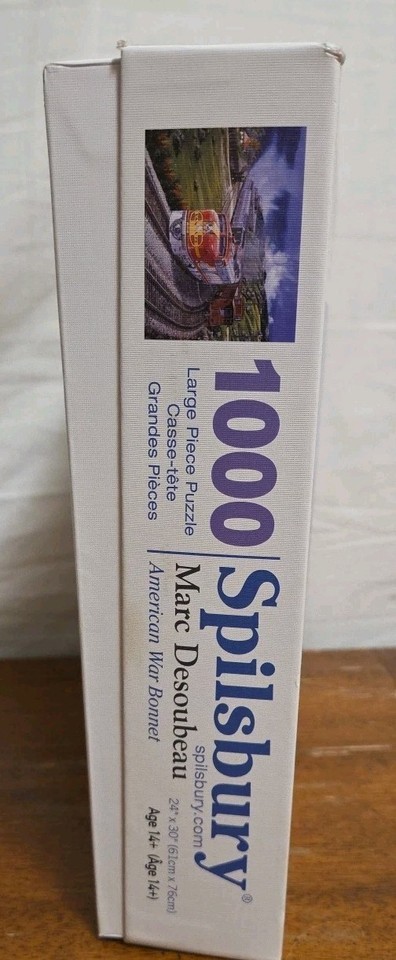 1000
Large Piece Puzzle
Casse-tête
Grandes Pièces
Spilsbury®
spilsbury.com
Marc Desoubeau
American War Bonnet
24" x 30" (61cm x 76cm)
Age 14+ (Âge 14+)